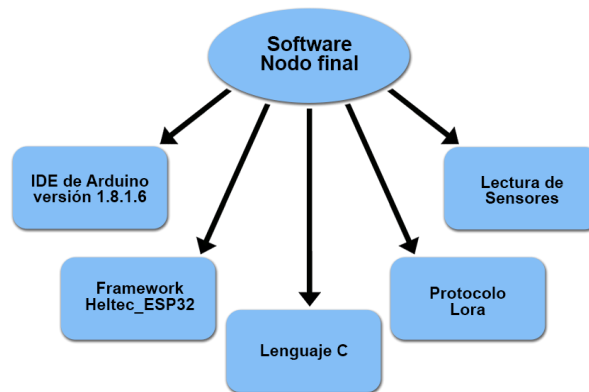 Software
Nodo final
IDE de Arduino
versión 1.8.1.6
Lectura de
Sensores
Framework
Heltec_ESP32
Protocolo
Lora
Lenguaje C